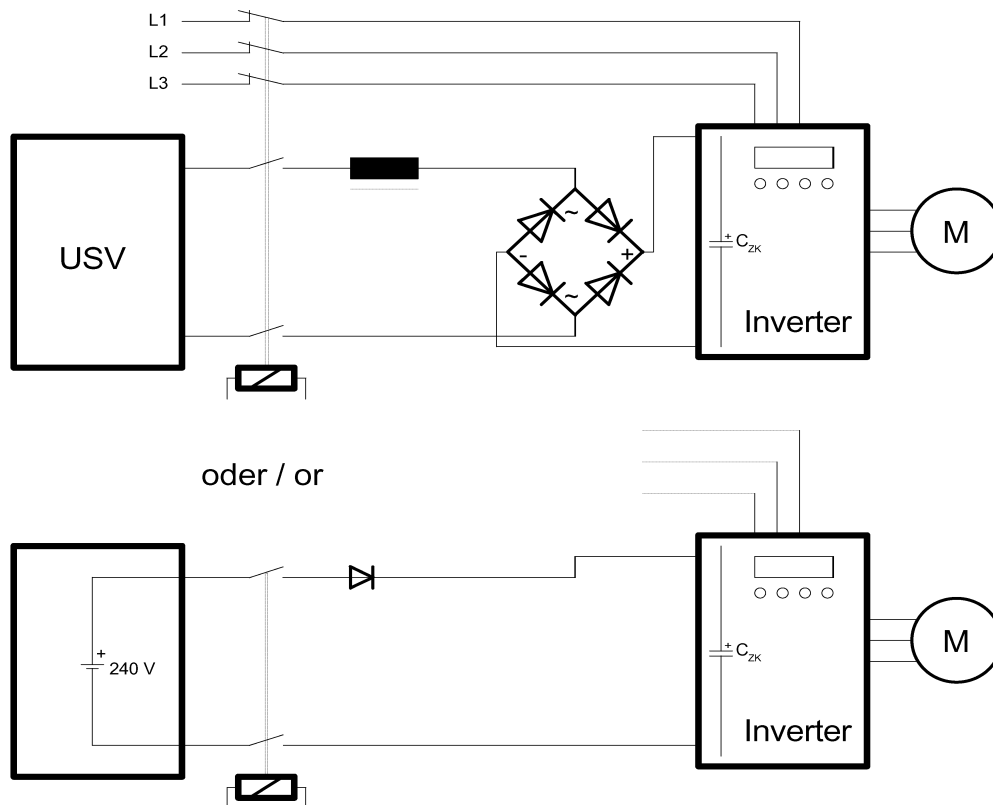 L1
L2
L3
USV
~
-
+
~
+
C_ZK
Inverter
M
oder / or
+
240 V
+
C_ZK
Inverter
M